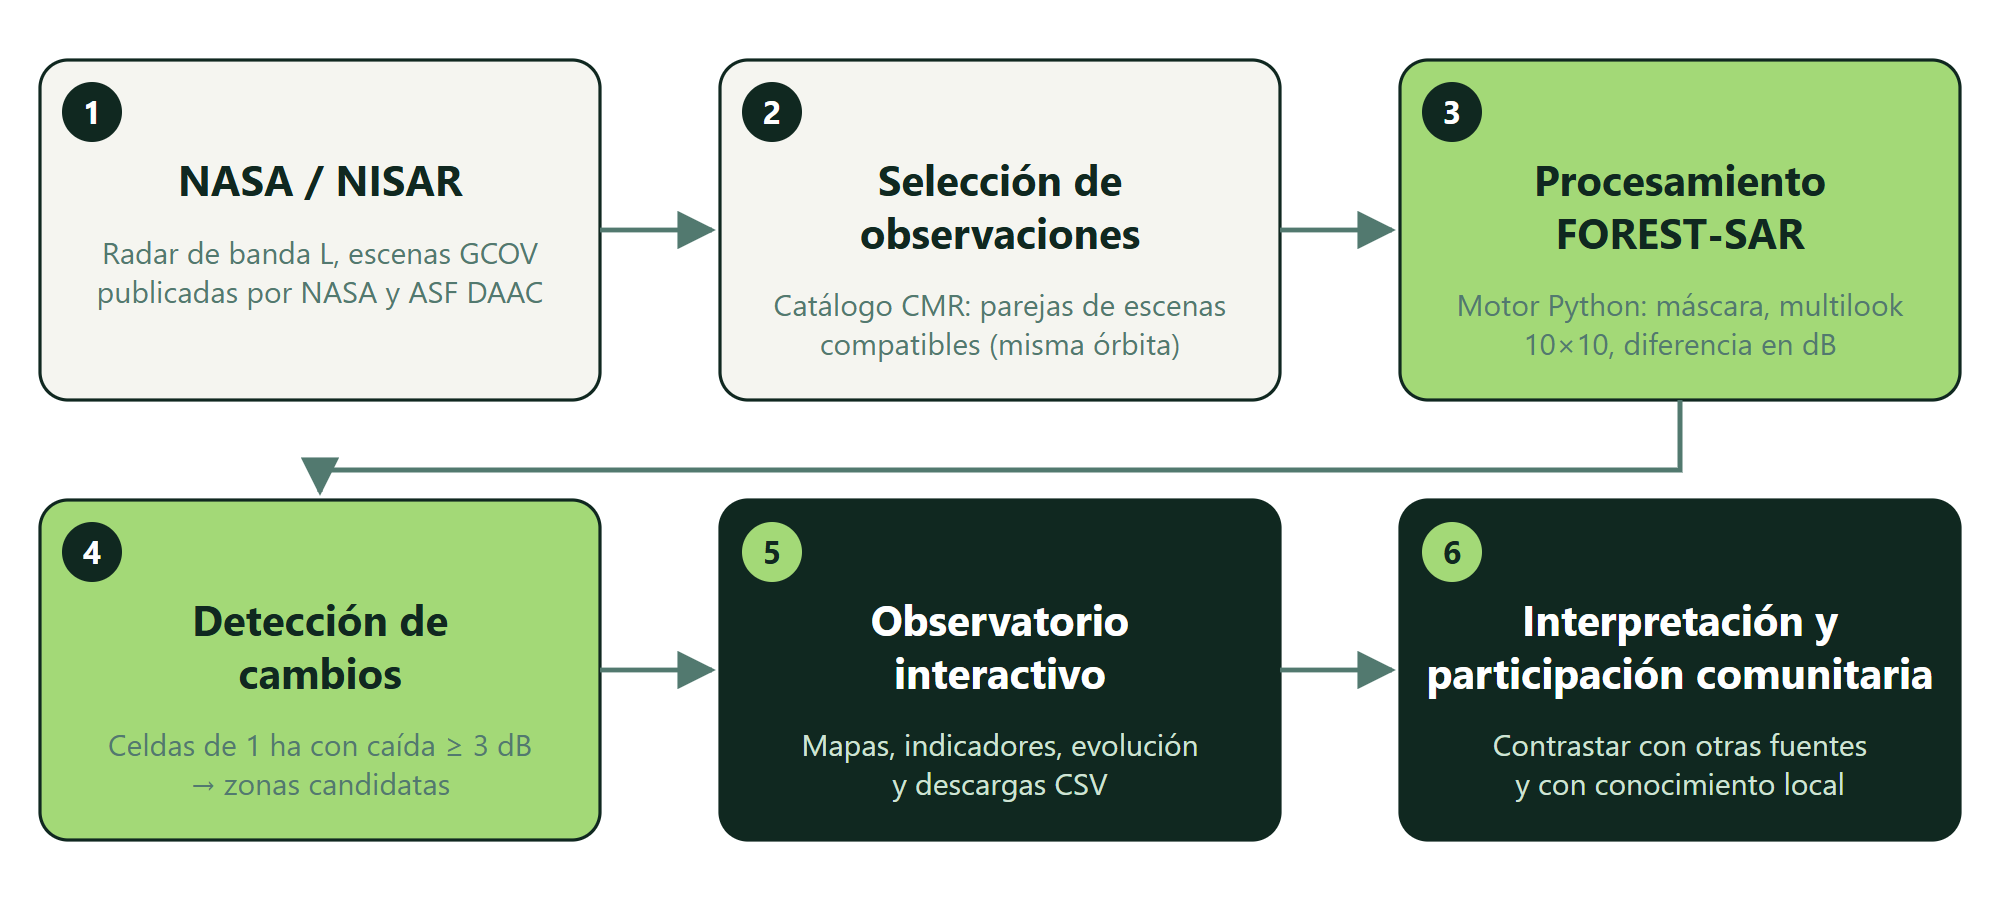 1
NASA / NISAR
Radar de banda L, escenas GCOV
publicadas por NASA y ASF DAAC
2
Selección de
observaciones
Catálogo CMR: parejas de escenas
compatibles (misma órbita)
3
Procesamiento
FOREST-SAR
Motor Python: máscara, multilook
10×10, diferencia en dB
4
Detección de
cambios
Celdas de 1 ha con caída ≥ 3 dB
→ zonas candidatas
5
Observatorio
interactivo
Mapas, indicadores, evolución
y descargas CSV
6
Interpretación y
participación comunitaria
Contrastar con otras fuentes
y con conocimiento local